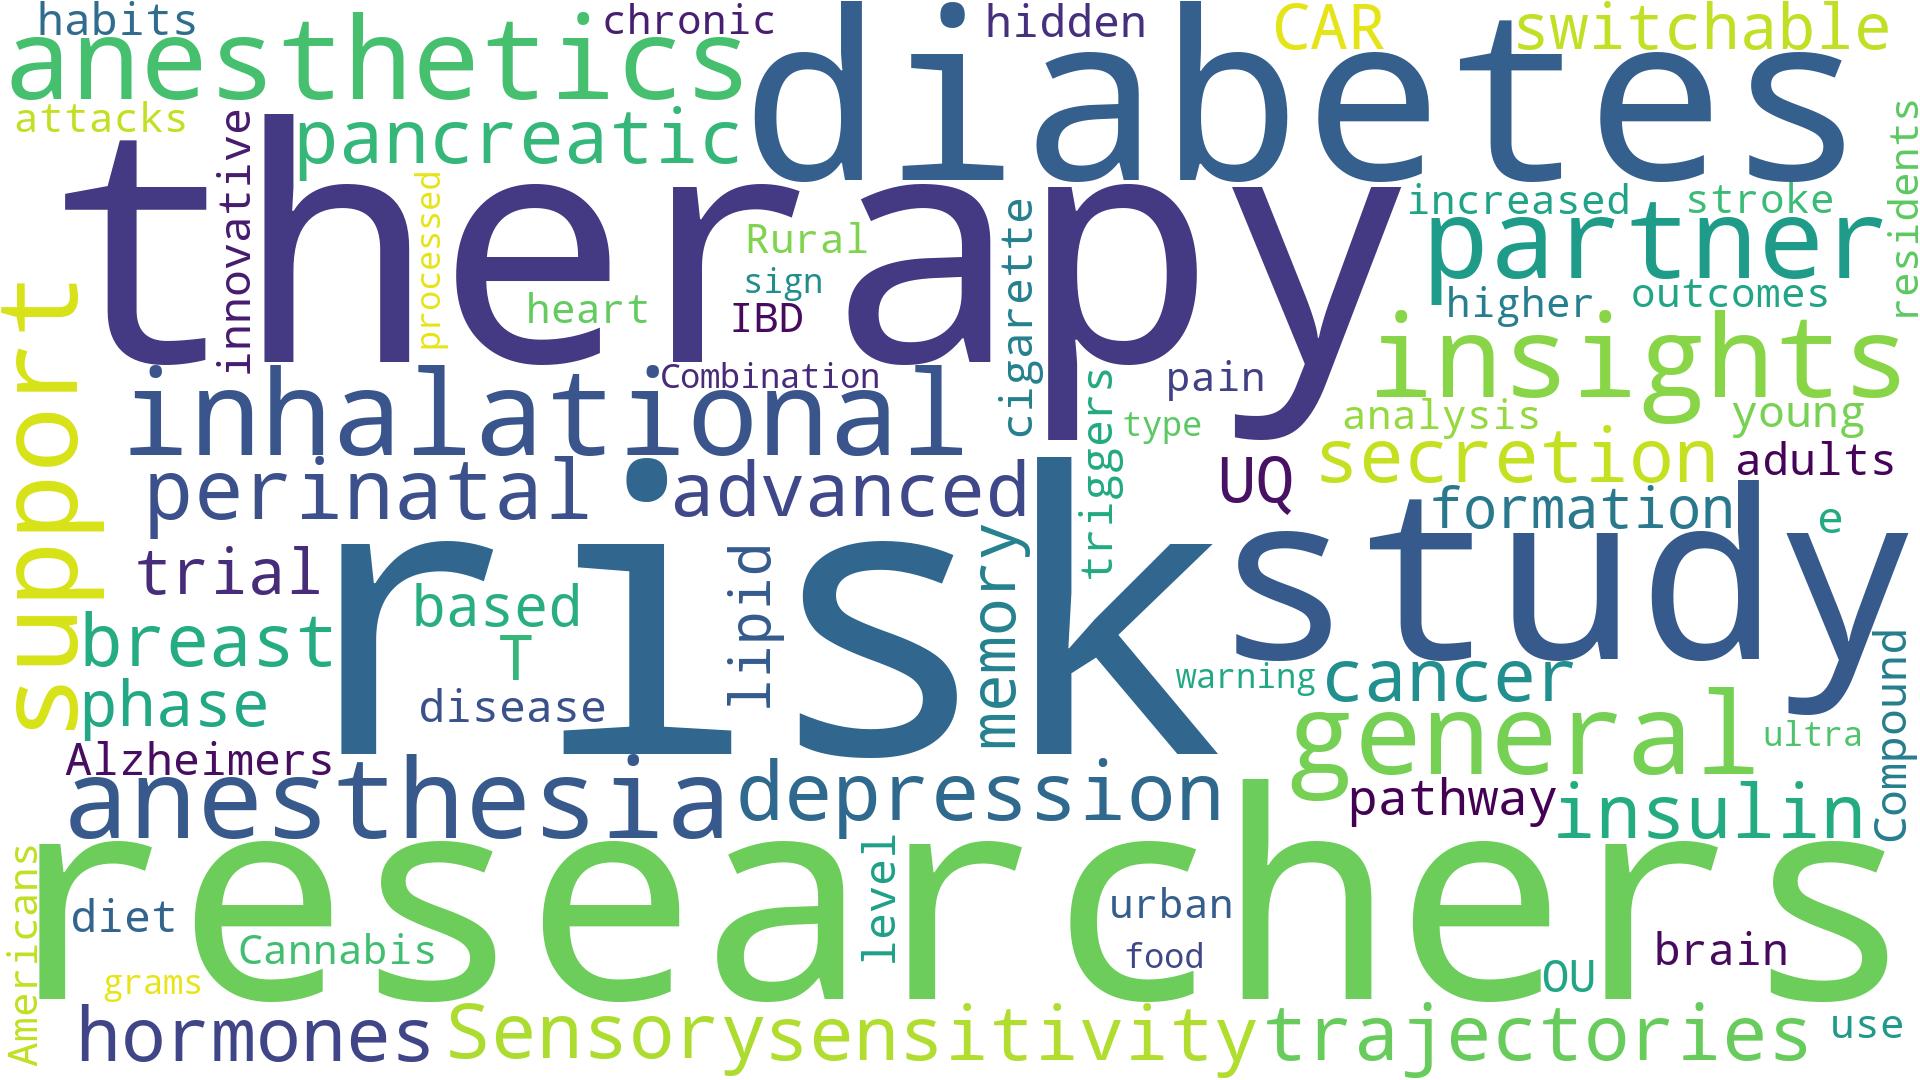 habits
anesthetics
chronic
diabetes
hidden
CAR
switchable
attacks
pancreatic
innovative
therapy
processed
Rural
sign
IBD
heart
cigarette
increased
stroke
residents
partner
higher
outcomes
insights
support
inhalational
Combination
pain
triggers
type
analysis
young
secretion
adults
perinatal
advanced
UQ
formation
e
study
trial
risk
based
T
lipid
memory
breast
phase
disease
warning
cancer
Compound
general
ultra
Alzheimers
anesthesia
depression
pathway
insulin
researchers
Americans
diet
Cannabis
grams
level
urban
food
OU
brain
hormones
Sensory
sensitivity
trajectories
use